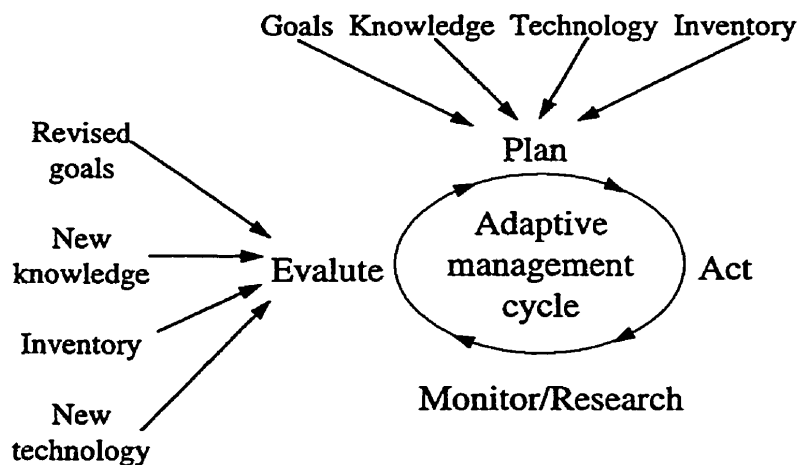 Goals Knowledge Technology Inventory
Plan
Revised
goals
New
knowledge
Inventory
New
technology
Evalute
Adaptive
management
cycle
Act
Monitor/Research